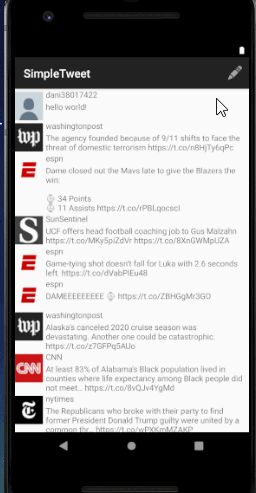 SimpleTweet
dani38017422
hello world!
washingtonpost
The agency founded because of 9/11 shifts to face the
threat of domestic terrorism https://t.co/n8HjTy6qPc
espn
Dame closed out the Mavs late to give the Blazers the
win:
34 Points
11 Assists https://t.co/rPBLqocscI
SunSentinel
UCF offers head football coaching job to Gus Malzahn
https://t.co/MKy5piZdVr https://t.co/8XnGWMpUZA
espn
Game-tying shot doesn't fall for Luka with 2.6 seconds
left. https://t.co/dVabPlEu48
espn
DAMEEEEEEEEE https://t.co/ZBHGgMr3GO
washingtonpost
Alaska's canceled 2020 cruise season was
devastating. Another one could be catastrophic.
https://t.co/z7GFPq5AUo
CNN
At least 83% of Alabama's Black population lived in
counties where life expectancy among Black people did
not meet... https://t.co/8vQJv4YgMd
nytimes
The Republicans who broke with their party to find
former President Donald Trump guilty were united by a
common thr... https://t.co/wPXKmMZAKP